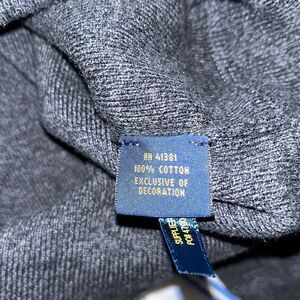 RN 41381
100% COTTON
EXCLUSIVE OF
DECORATION